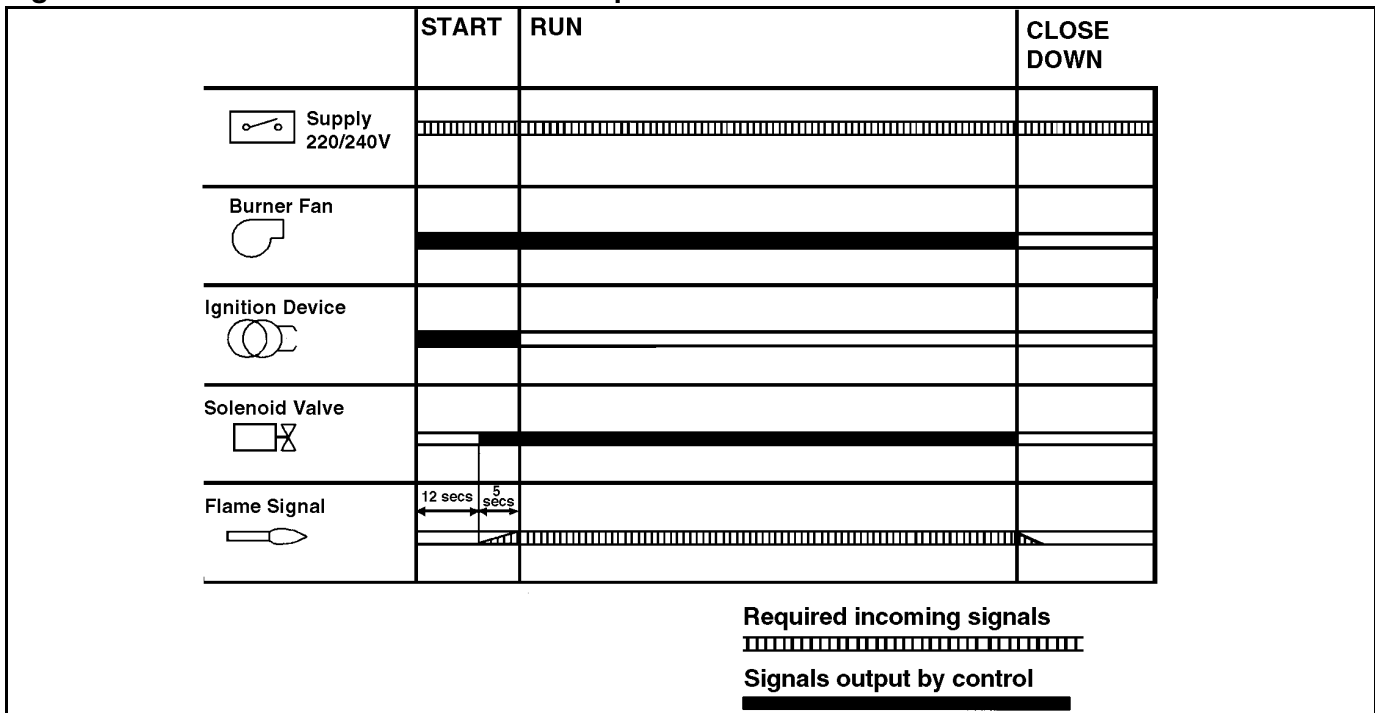 START
RUN
CLOSE
DOWN
Supply
220/240V
Burner Fan
Ignition Device
Solenoid Valve
Flame Signal
12 secs
5
secs
Required incoming signals
Signals output by control